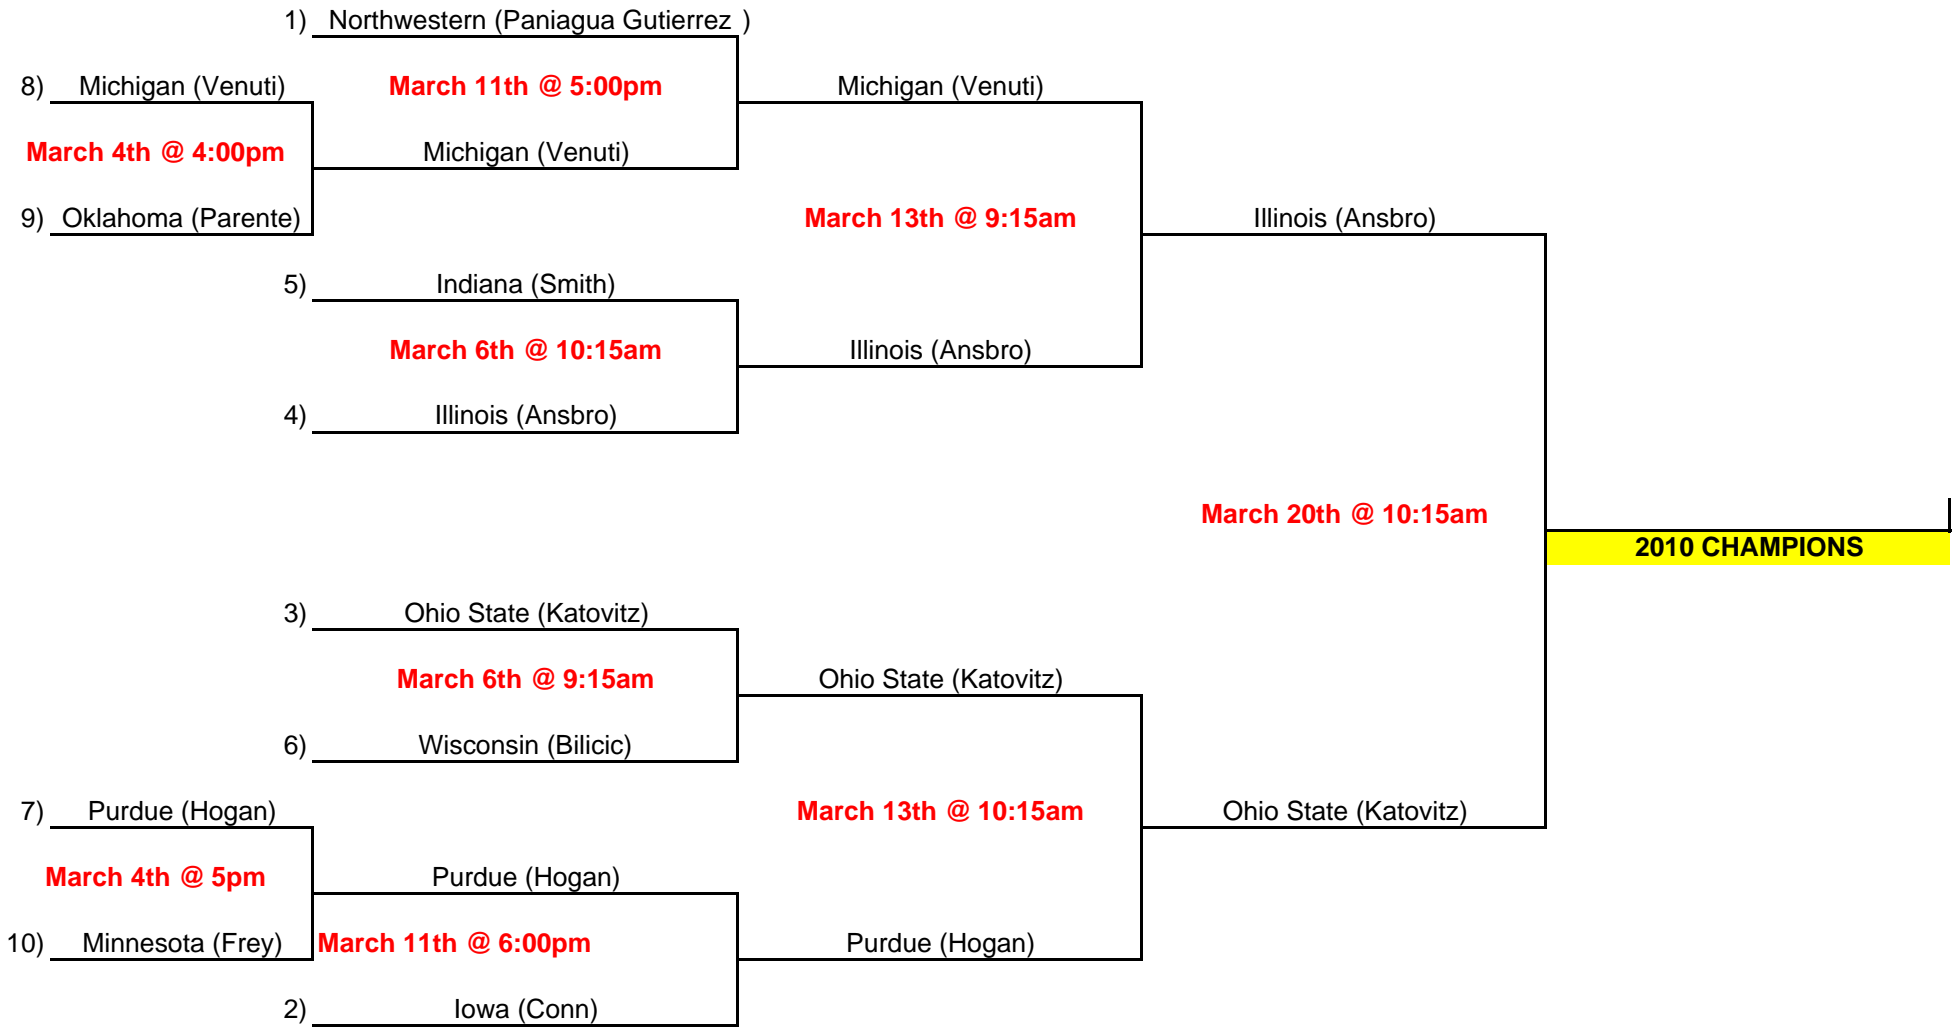 1) Northwestern (Paniagua Gutierrez )
8) Michigan (Venuti) March 11th @ 5:00pm Michigan (Venuti)
March 4th @ 4:00pm Michigan (Venuti)
9) Oklahoma (Parente) March 13th @ 9:15am Illinois (Ansbro)
5) Indiana (Smith)
March 6th @ 10:15am Illinois (Ansbro)
4) Illinois (Ansbro)
March 20th @ 10:15am
2010 CHAMPIONS
3) Ohio State (Katovitz)
March 6th @ 9:15am Ohio State (Katovitz)
6) Wisconsin (Bilicic)
7) Purdue (Hogan) March 13th @ 10:15am Ohio State (Katovitz)
March 4th @ 5pm Purdue (Hogan)
10) Minnesota (Frey) March 11th @ 6:00pm Purdue (Hogan)
2) Iowa (Conn)